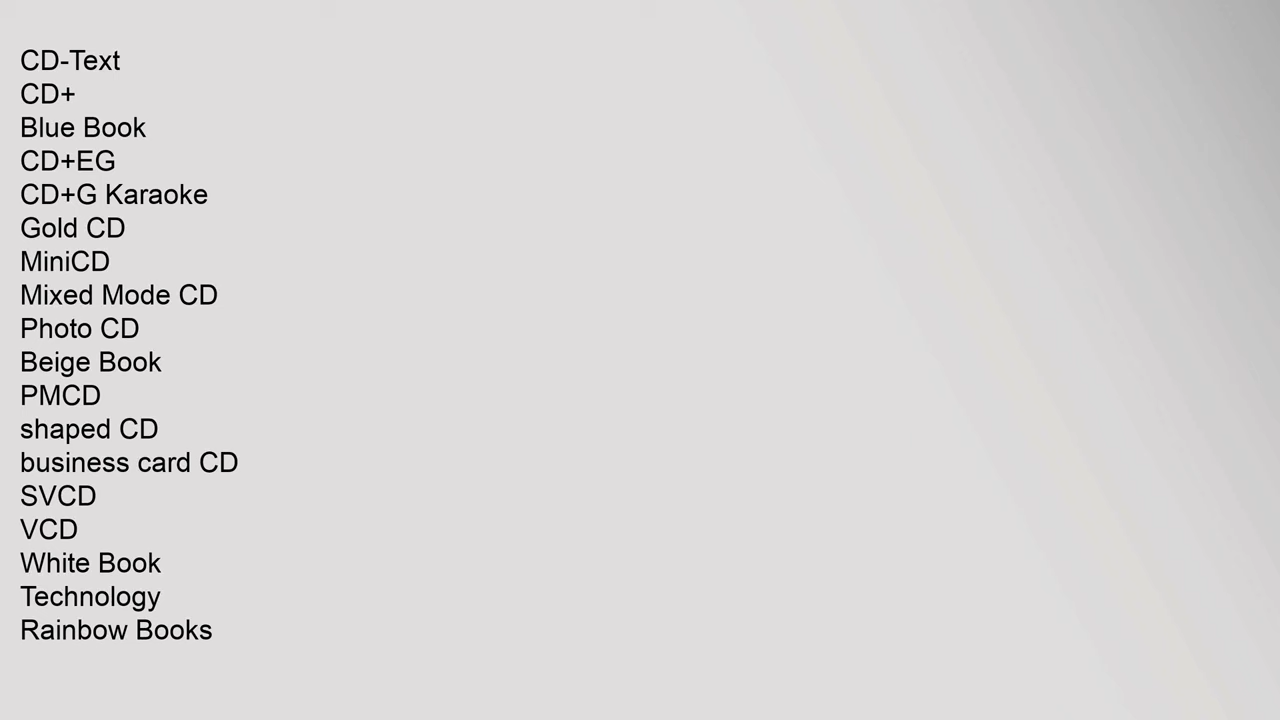 CD-Text
CD+
Blue Book
CD+EG
CD+G Karaoke
Gold CD
MiniCD
Mixed Mode CD
Photo CD
Beige Book
PMCD
shaped CD
business card CD
SVCD
VCD
White Book
Technology
Rainbow Books